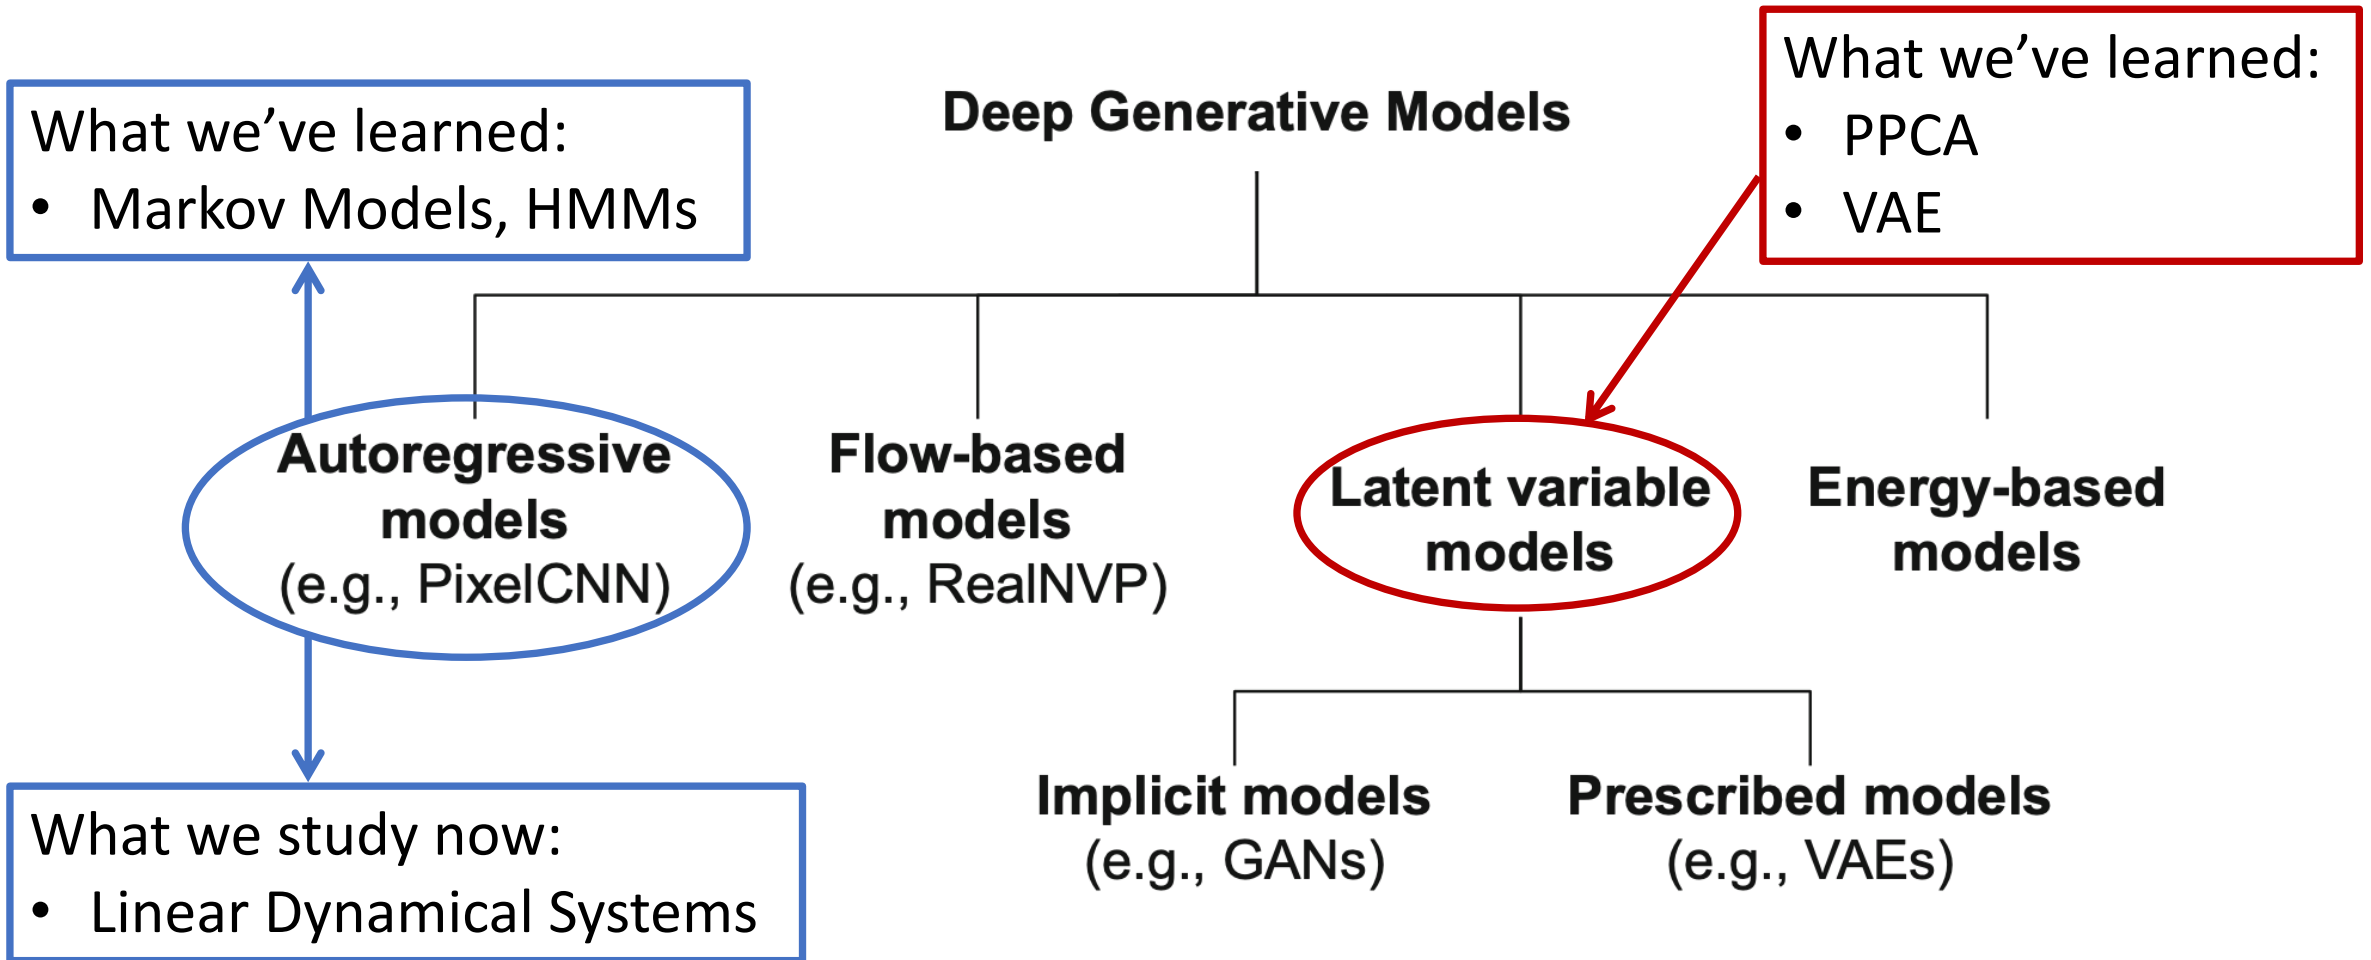 What we’ve learned:
• Markov Models, HMMs
Deep Generative Models
What we’ve learned:
• PPCA
• VAE
Autoregressive
models
(e.g., PixelCNN)
Flow-based
models
(e.g., RealNVP)
Latent variable
models
Energy-based
models
Implicit models
(e.g., GANs)
Prescribed models
(e.g., VAEs)
What we study now:
• Linear Dynamical Systems